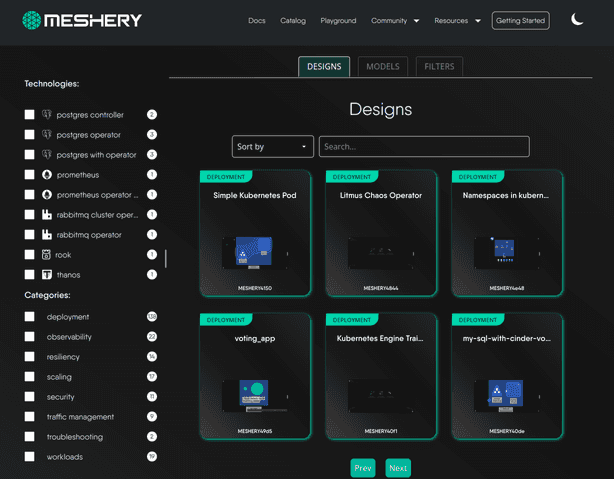 MESHERY
Docs Catalog Playground Community Resources Getting Started
DESIGNS MODELS FILTERS
Technologies:
postgres controller 2
postgres operator 3
postgres with operator 3
prometheus 1
prometheus operator ... 1
rabbitmq cluster oper... 1
rabbitmq operator 1
rook 1
thanos 1
Categories:
deployment
observability 22
resiliency
scaling 17
security 11
traffic management 9
troubleshooting 2
workloads 19
Designs
Sort by Search...
DEPLOYMENT DEPLOYMENT DEPLOYMENT
Simple Kubernetes Pod Litmus Chaos Operator Namespaces in kubern...
MESHERY4150 MESHERY4844 MESHERY4a48
DEPLOYMENT DEPLOYMENT DEPLOYMENT
voting_app Kubernetes Engine Trai... my-sql-with-cinder-vo...
MESHERY49d5 MESHERY40f1 MESHERY40de
Prev Next